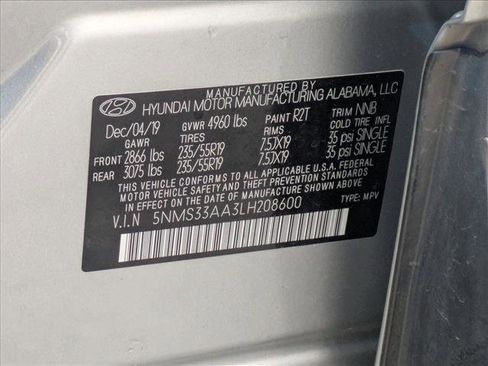 MANUFACTURED BY
HYUNDAI MOTOR MANUFACTURING ALABAMA, LLC
Dec/04/19 GVWR 4960 lbs PAINT R2T TRIM NNB
GAWR TIRES RIMS COLD TIRE INFL
FRONT 2866 lbs 235/55R19 7.5JX19 35 psi SINGLE
REAR 3075 lbs 235/55R19 7.5JX19 35 psi SINGLE
THIS VEHICLE CONFORMS TO ALL APPLICABLE U.S.A. FEDERAL
MOTOR VEHICLE SAFETY AND THEFT PREVENTION STANDARDS
IN EFFECT ON THE DATE OF MANUFACTURE SHOWN ABOVE.
V.I.N 5NMS33AA3LH208600 TYPE: MPV